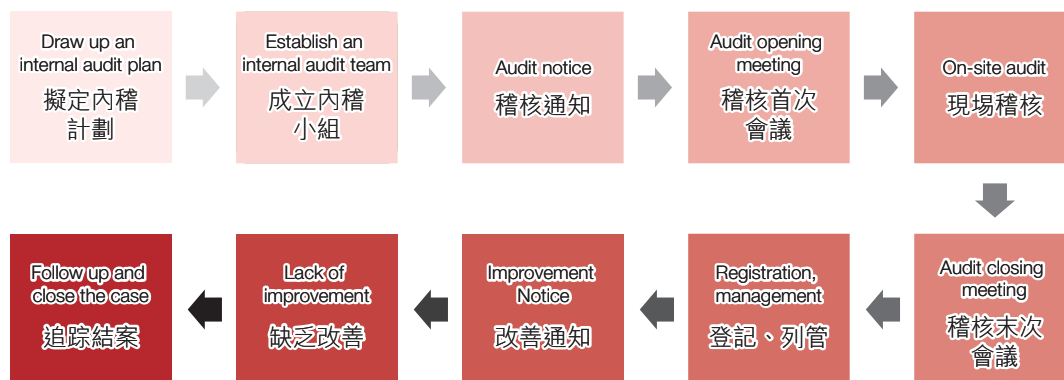 Draw up an
internal audit plan
擬定內稽
計劃
Establish an
internal audit team
成立內稽
小組
Audit notice
稽核通知
Audit opening
meeting
稽核首次
會議
On-site audit
現場稽核
Audit closing
meeting
稽核末次
會議
Registration,
management
登記、列管
Improvement
Notice
改善通知
Lack of
improvement
缺乏改善
Follow up and
close the case
追踪結案